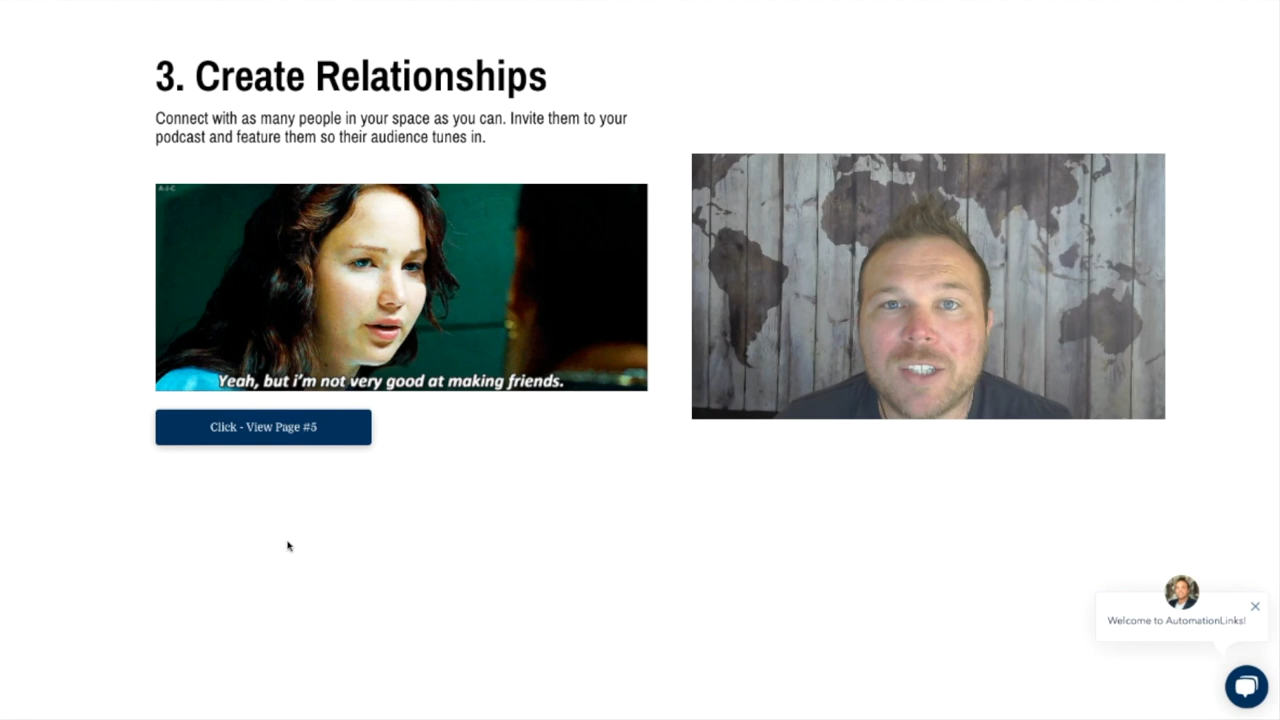 3. Create Relationships
Connect with as many people in your space as you can. Invite them to your
podcast and feature them so their audience tunes in.
A-J-C
Yeah, but i'm not very good at making friends.
Click - View Page #5
Welcome to AutomationLinks!